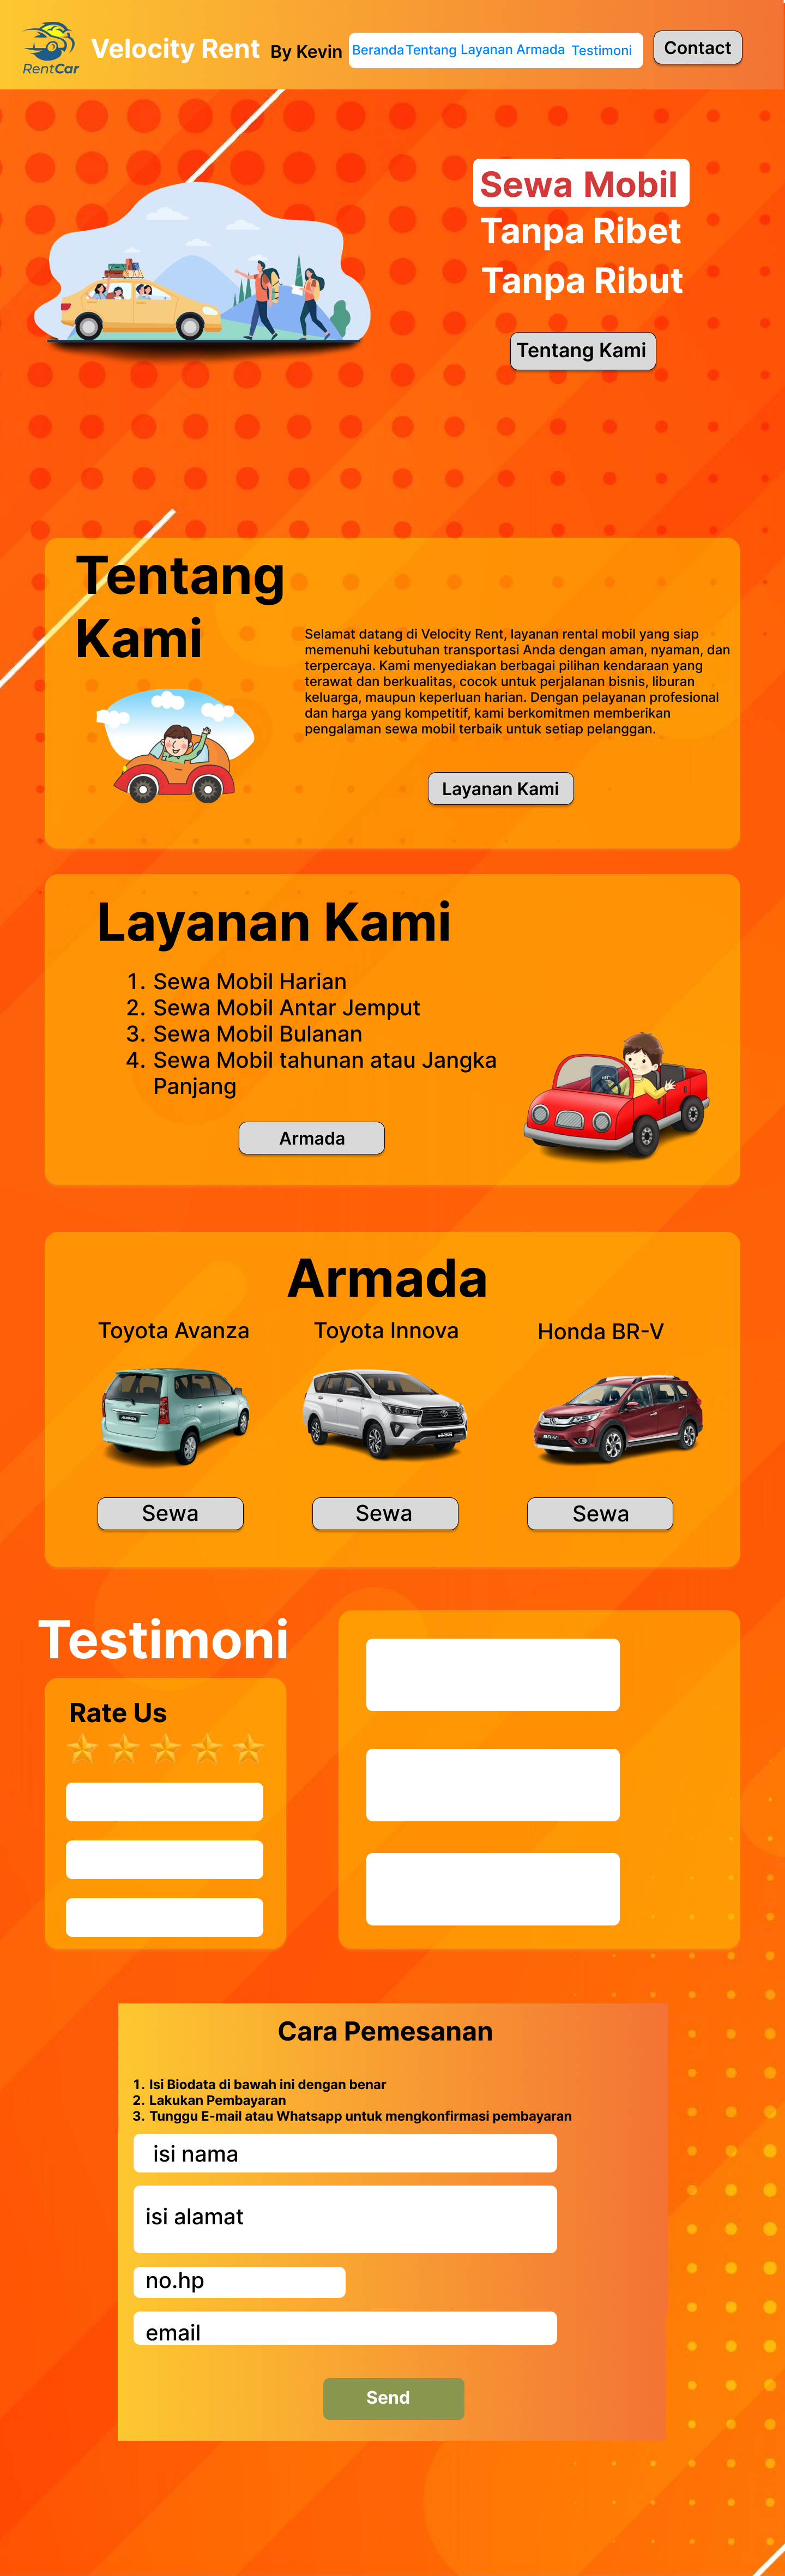 RentCar
Velocity Rent
By Kevin
Beranda Tentang Layanan Armada Testimoni
Contact
Sewa Mobil
Tanpa Ribet
Tanpa Ribut
Tentang Kami
Tentang
Kami
Selamat datang di Velocity Rent, layanan rental mobil yang siap
memenuhi kebutuhan transportasi Anda dengan aman, nyaman, dan
terpercaya. Kami menyediakan berbagai pilihan kendaraan yang
terawat dan berkualitas, cocok untuk perjalanan bisnis, liburan
keluarga, maupun keperluan harian. Dengan pelayanan profesional
dan harga yang kompetitif, kami berkomitmen memberikan
pengalaman sewa mobil terbaik untuk setiap pelanggan.
Layanan Kami
Layanan Kami
1. Sewa Mobil Harian
2. Sewa Mobil Antar Jemput
3. Sewa Mobil Bulanan
4. Sewa Mobil tahunan atau Jangka
Panjang
Armada
Armada
Toyota Avanza
Toyota Innova
Honda BR-V
BR-V
Sewa
Sewa
Sewa
Testimoni
Rate Us
Cara Pemesanan
1. Isi Biodata di bawah ini dengan benar
2. Lakukan Pembayaran
3. Tunggu E-mail atau Whatsapp untuk mengkonfirmasi pembayaran
isi nama
isi alamat
no.hp
email
Send